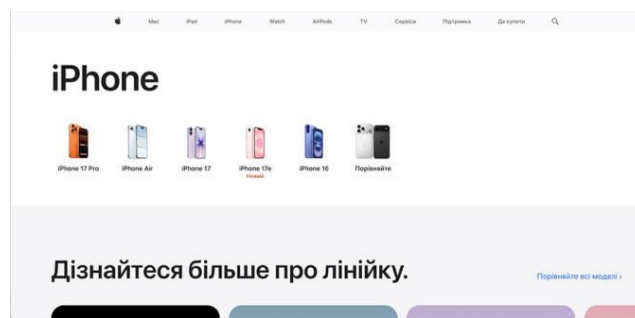 Mac iPad iPhone Watch AirPods TV Сервіси Підтримка Де купити
iPhone
iPhone 17 Pro iPhone Air iPhone 17 iPhone 17e iPhone 16 Порівняйте
Новий
Дізнайтеся більше про лінійку.
Порівняйте всі моделі ›